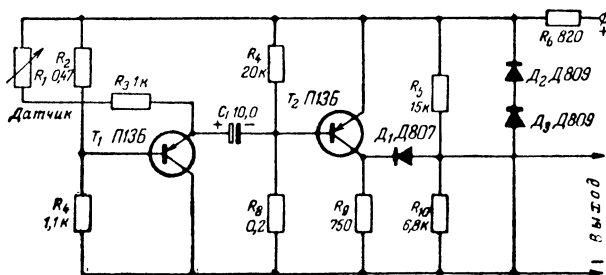 R₆ 820
+
R₂
0,47
R₁
Датчик
R₃ 1к
R₄
20к
R₅
15к
Д₂ Д809
Д₃ Д809
T₁ П13Б
C₁ 10,0
+ −
T₂ П13Б
Д₁ Д807
R₄
1,1к
R₈
0,2
R₉
750
R₁₀
6,8к
Выход
−